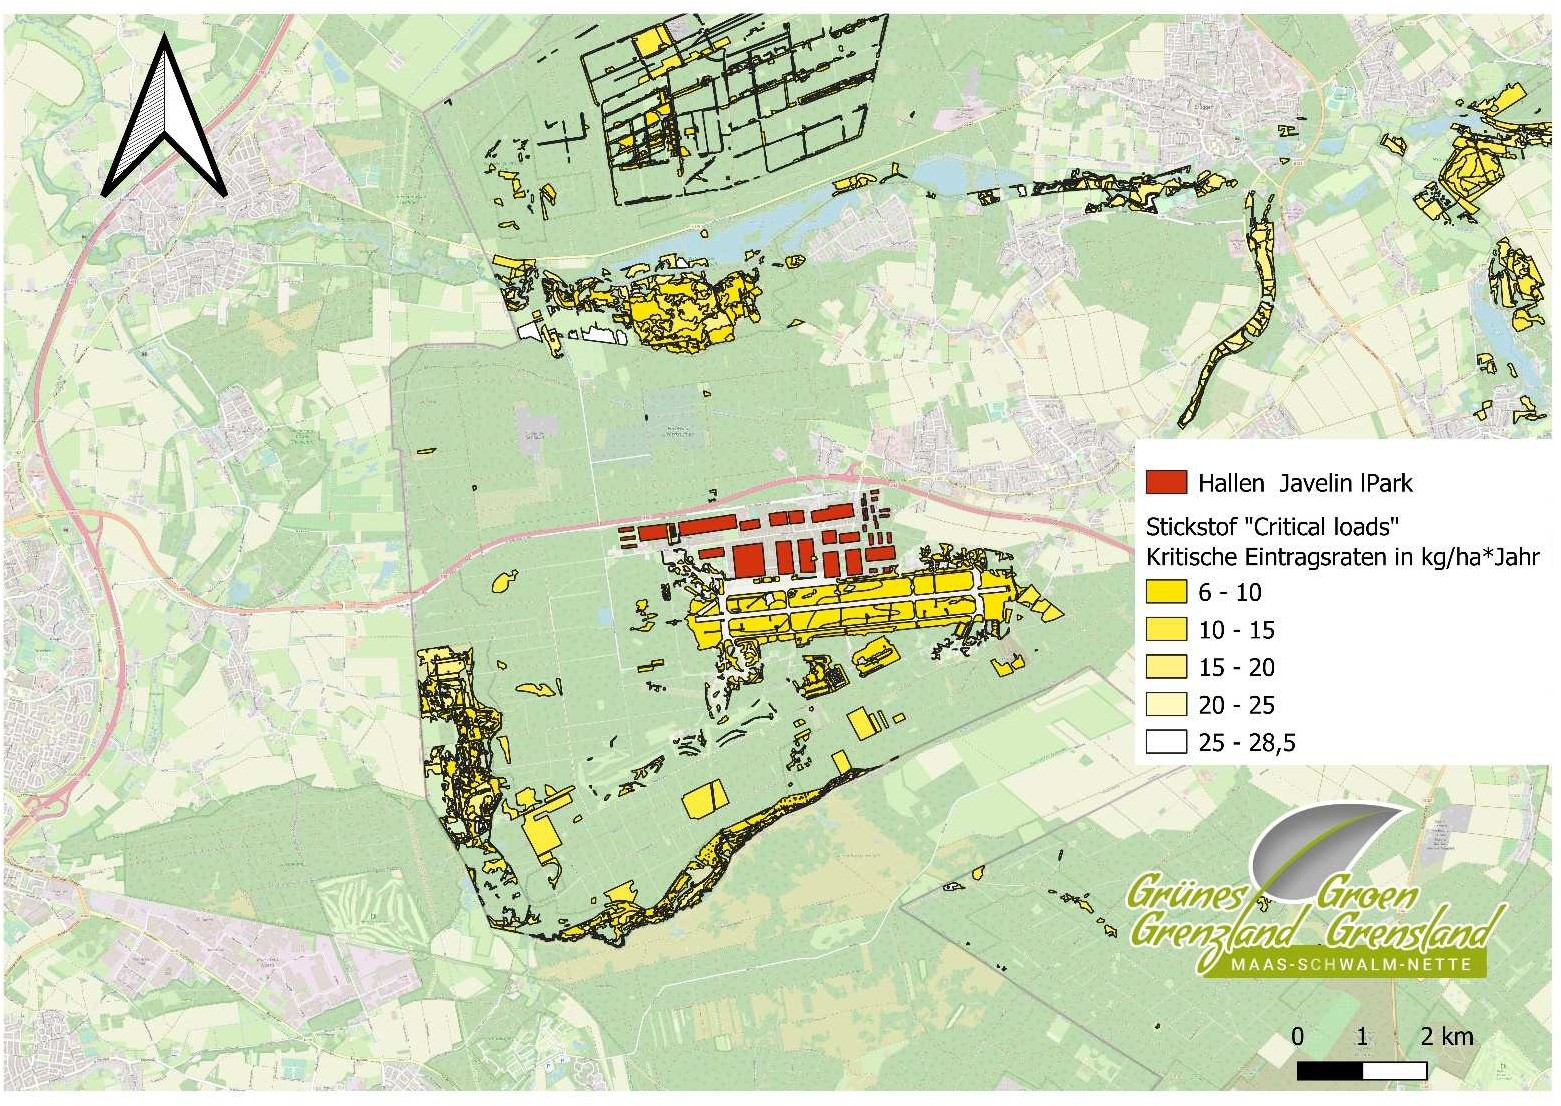 Hallen  Javelin lPark
Stickstof "Critical loads"
Kritische Eintragsraten in kg/ha*Jahr
6 - 10
10 - 15
15 - 20
20 - 25
25 - 28,5
Grünes Groen
Grenzland Grensland
MAAS-SCHWALM-NETTE
0 1 2 km